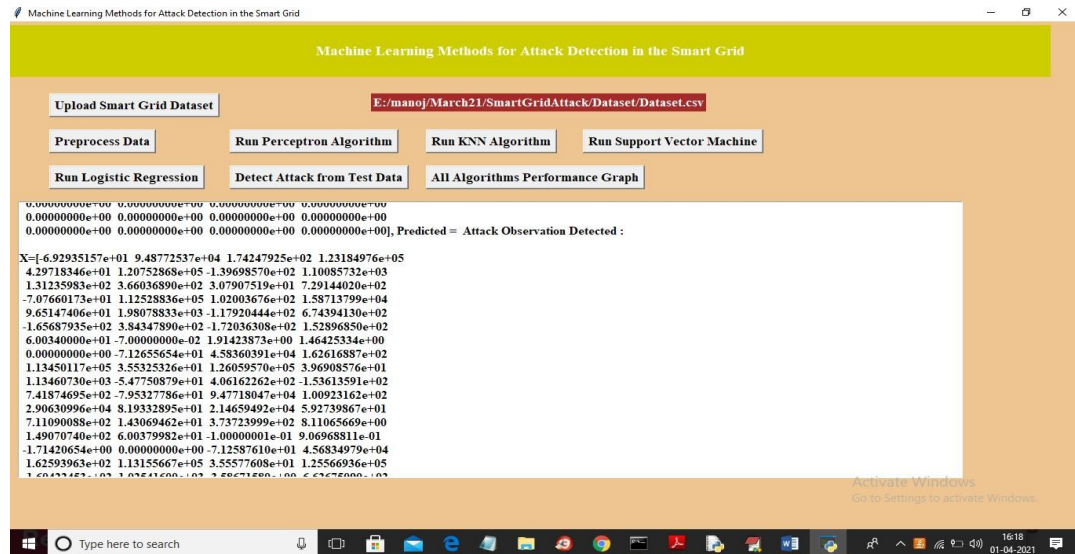 Machine Learning Methods for Attack Detection in the Smart Grid
Machine Learning Methods for Attack Detection in the Smart Grid
Upload Smart Grid Dataset
E:/manoj/March21/SmartGridAttack/Dataset/Dataset.csv
Preprocess Data Run Perceptron Algorithm Run KNN Algorithm Run Support Vector Machine
Run Logistic Regression Detect Attack from Test Data All Algorithms Performance Graph
0.00000000e+00 0.00000000e+00 0.00000000e+00 0.00000000e+00
0.00000000e+00 0.00000000e+00 0.00000000e+00 0.00000000e+00
0.00000000e+00 0.00000000e+00 0.00000000e+00 0.00000000e+00], Predicted = Attack Observation Detected :
X=[-6.92935157e+01 9.48772537e+04 1.74247925e+02 1.23184976e+05
4.29718346e+01 1.20752868e+05 -1.39698570e+02 1.10085732e+03
1.31235983e+02 3.66036890e+02 3.07907519e+01 7.29144020e+02
-7.07660173e+01 1.12528836e+05 1.02003676e+02 1.58713799e+04
9.65147406e+01 1.98078833e+03 -1.17920444e+02 6.74394130e+02
-1.65687935e+02 3.84347890e+02 -1.72036308e+02 1.52896850e+02
6.00340000e+01 -7.00000000e-02 1.91423873e+00 1.46425334e+00
0.00000000e+00 -7.12655654e+01 4.58360391e+04 1.62616887e+02
1.13450117e+05 3.55325326e+01 1.26059570e+05 3.96908576e+01
1.13460730e+03 -5.47750879e+01 4.06162262e+02 -1.53613591e+02
7.41874695e+02 -7.95327786e+01 9.47718047e+04 1.00923162e+02
2.90630996e+04 8.19332895e+01 2.14659492e+04 5.92739867e+01
7.11090088e+02 1.43069462e+01 3.73723999e+02 8.11065669e+00
1.49070740e+02 6.00379982e+01 -1.00000001e-01 9.06968811e-01
-1.71420654e+00 0.00000000e+00 -7.12587610e+01 4.56834979e+04
1.62593963e+02 1.13155667e+05 3.55577608e+01 1.25566936e+05
Activate Windows
Go to Settings to activate Windows.
Type here to search
16:18
01-04-2021